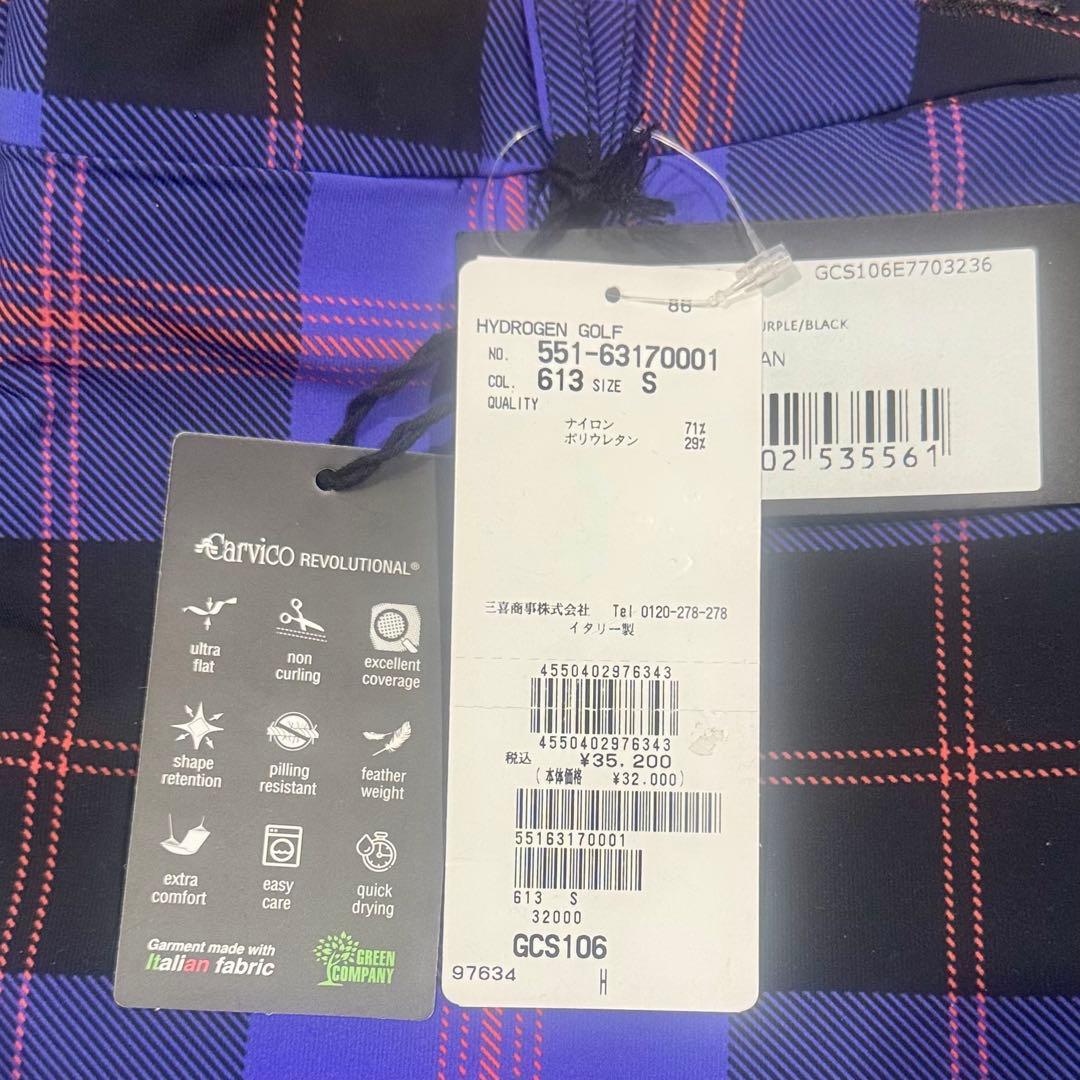 GCS106E7703236
URPLE/BLACK
AN
02 535561
86
HYDROGEN GOLF
NO. 551-63170001
COL. 613 SIZE S
QUALITY
ナイロン 71%
ポリウレタン 29%
三喜商事株式会社 Tel 0120-278-278
イタリー製
4550402976343
4550402976343
税込 ¥35,200
(本体価格 ¥32,000)
55163170001
613 S
32000
GCS106
97634 H
Carvico REVOLUTIONAL®
ultra
flat
non
curling
excellent
coverage
shape
retention
pilling
resistant
feather
weight
extra
comfort
easy
care
quick
drying
Garment made with
Italian fabric
GREEN
COMPANY